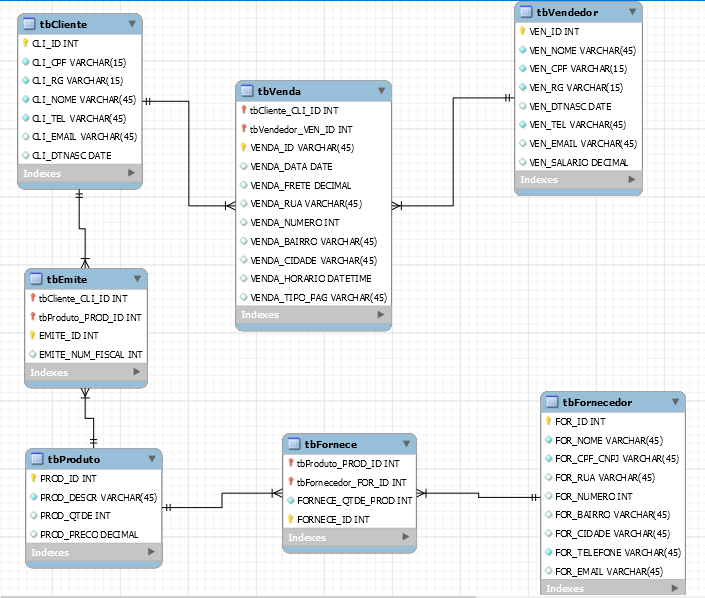 tbCliente
CLI_ID INT
CLI_CPF VARCHAR(15)
CLI_RG VARCHAR(15)
CLI_NOME VARCHAR(45)
CLI_TEL VARCHAR(45)
CLI_EMAIL VARCHAR(45)
CLI_DTNASC DATE
Indexes
tbVenda
tbCliente_CLI_ID INT
tbVendedor_VEN_ID INT
VENDA_ID VARCHAR(45)
VENDA_DATA DATE
VENDA_FRETE DECIMAL
VENDA_RUA VARCHAR(45)
VENDA_NUMERO INT
VENDA_BAIRRO VARCHAR(45)
VENDA_CIDADE VARCHAR(45)
VENDA_HORARIO DATETIME
VENDA_TIPO_PAG VARCHAR(45)
Indexes
tbVendedor
VEN_ID INT
VEN_NOME VARCHAR(45)
VEN_CPF VARCHAR(15)
VEN_RG VARCHAR(15)
VEN_DTNASC DATE
VEN_TEL VARCHAR(45)
VEN_EMAIL VARCHAR(45)
VEN_SALARIO DECIMAL
Indexes
tbEmite
tbCliente_CLI_ID INT
tbProduto_PROD_ID INT
EMITE_ID INT
EMITE_NUM_FISCAL INT
Indexes
tbProduto
PROD_ID INT
PROD_DESCR VARCHAR(45)
PROD_QTDE INT
PROD_PRECO DECIMAL
Indexes
tbFornece
tbProduto_PROD_ID INT
tbFornecedor_FOR_ID INT
FORNECE_QTDE_PROD INT
FORNECE_ID INT
Indexes
tbFornecedor
FOR_ID INT
FOR_NOME VARCHAR(45)
FOR_CPF_CNPJ VARCHAR(45)
FOR_RUA VARCHAR(45)
FOR_NUMERO INT
FOR_BAIRRO VARCHAR(45)
FOR_CIDADE VARCHAR(45)
FOR_TELEFONE VARCHAR(45)
FOR_EMAIL VARCHAR(45)
Indexes